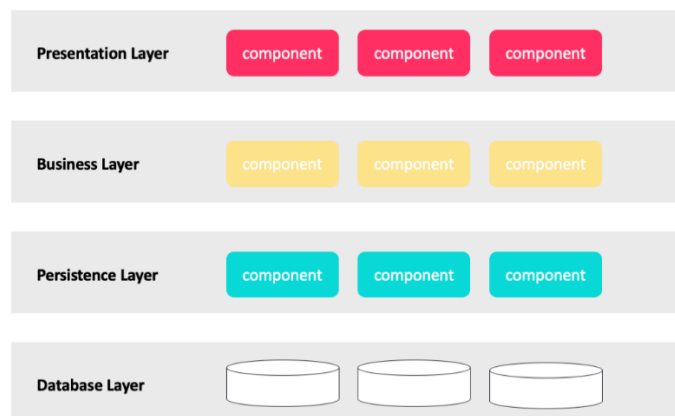 Presentation Layer component component component
Business Layer component component component
Persistence Layer component component component
Database Layer